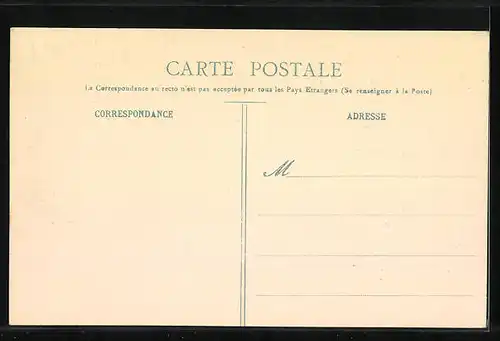 CARTE POSTALE
La Correspondance au recto n'est pas acceptée par tous les Pays Etrangers (Se renseigner à la Poste)
CORRESPONDANCE
ADRESSE
M